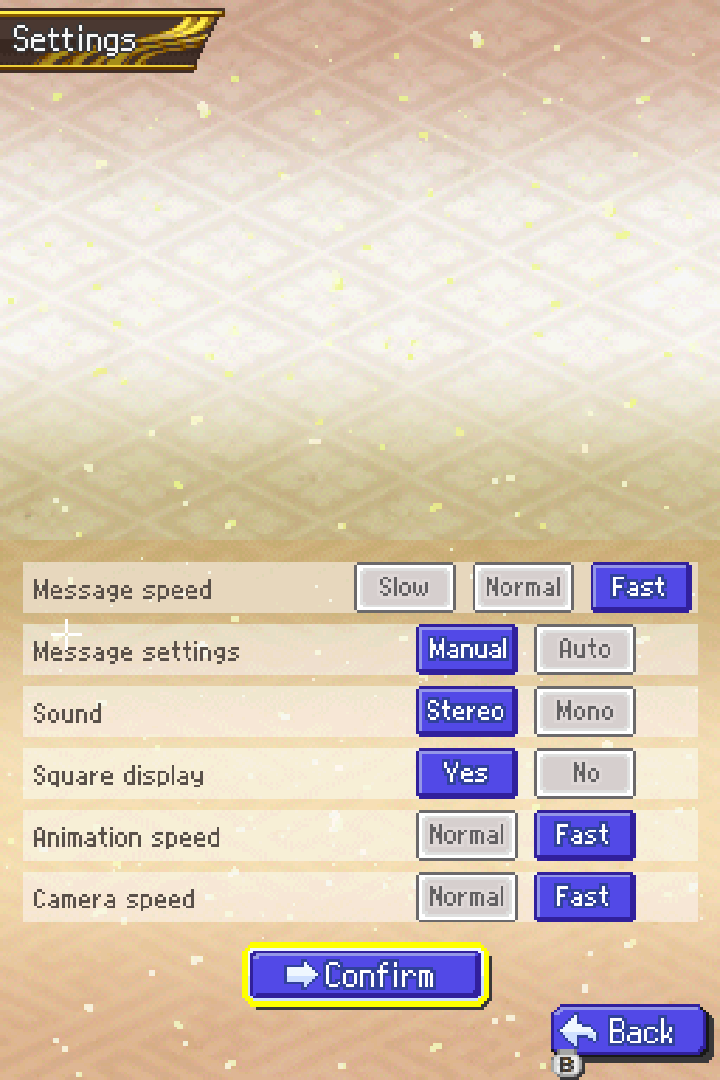 Settings
Message speed Slow Normal Fast
Message settings Manual Auto
Sound Stereo Mono
Square display Yes No
Animation speed Normal Fast
Camera speed Normal Fast
Confirm
Back
B